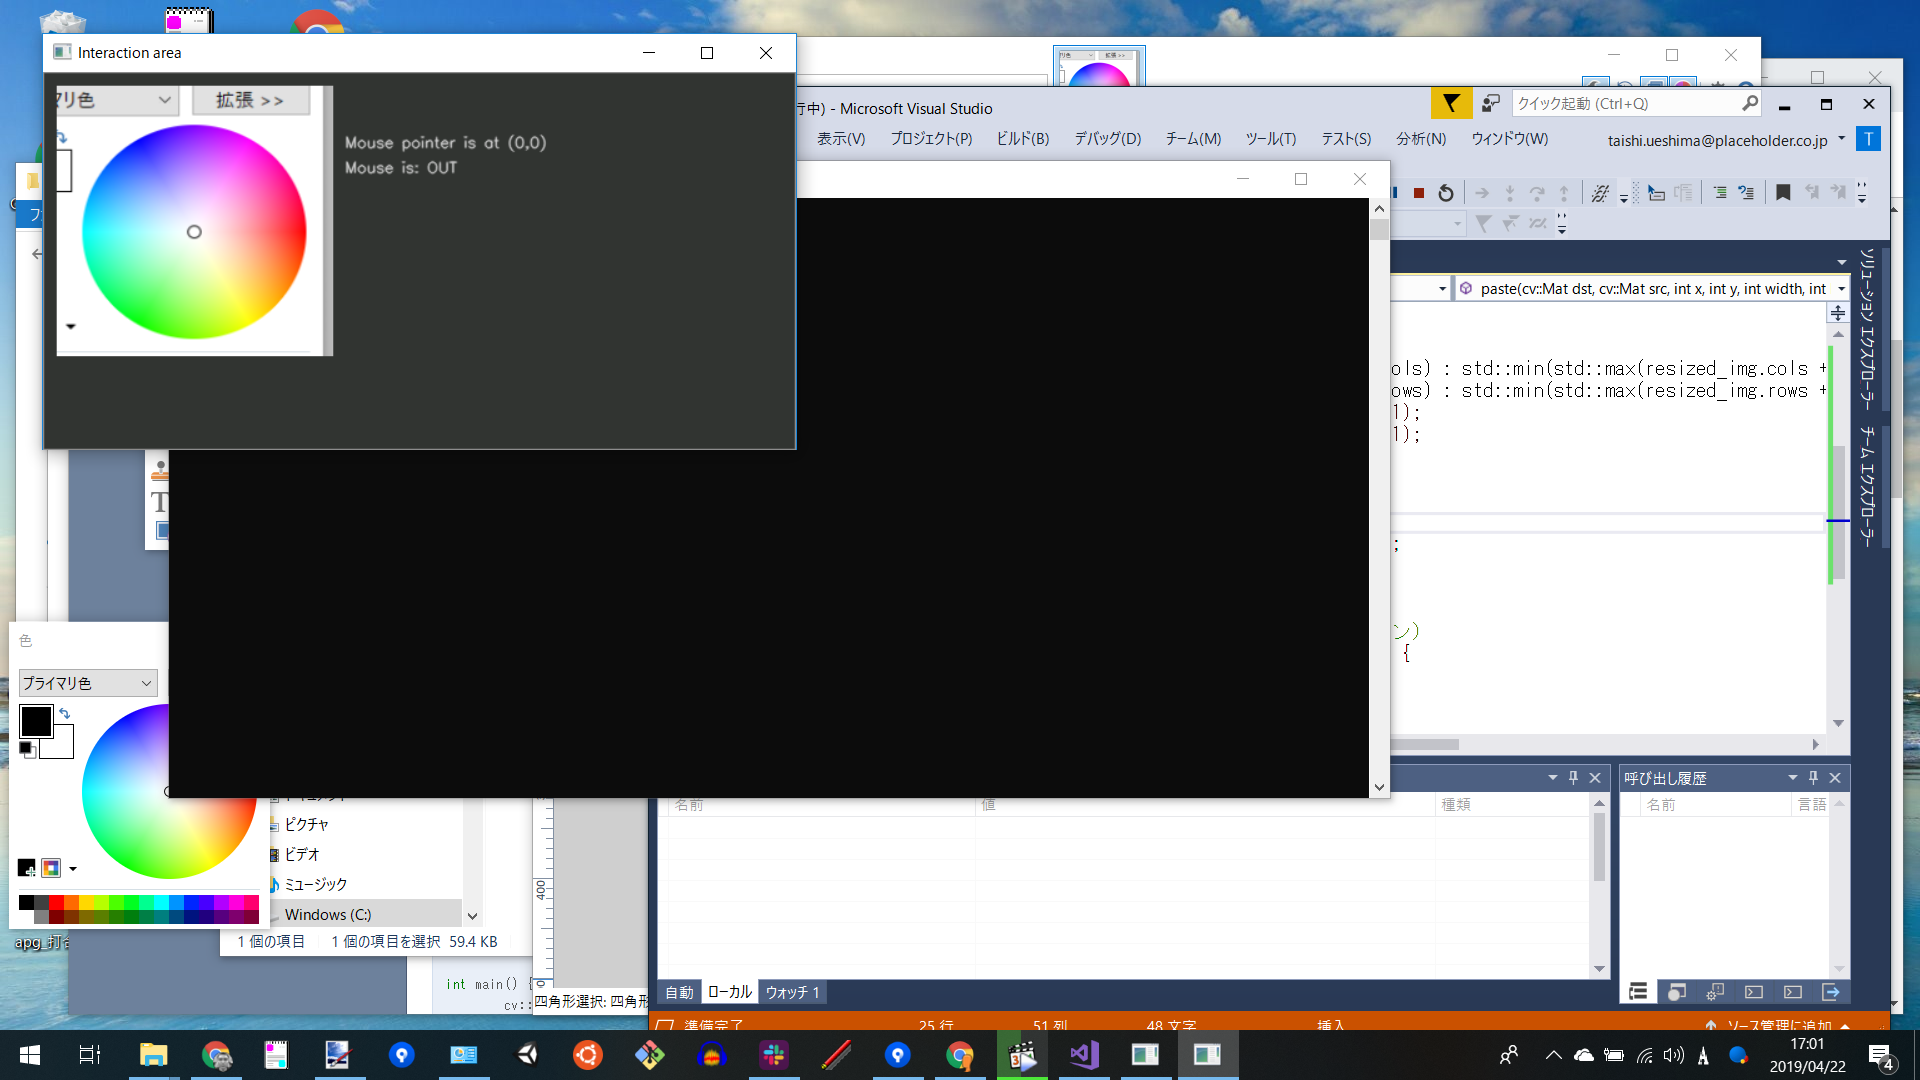 Interaction area
マリ色
拡張 >>
Mouse pointer is at (0,0)
Mouse is: OUT
行中) - Microsoft Visual Studio
クイック起動 (Ctrl+Q)
表示(V) プロジェクト(P) ビルド(B) デバッグ(D) チーム(M) ツール(T) テスト(S) 分析(N) ウィンドウ(W)
taishi.ueshima@placeholder.co.jp
T
paste(cv::Mat dst, cv::Mat src, int x, int y, int width, int
ols) : std::min(std::max(resized_img.cols +
ows) : std::min(std::max(resized_img.rows +
1);
1);
;
ン)
{
ソリューション エクスプローラー
チーム エクスプローラー
色
プライマリ色
ピクチャ
ビデオ
ミュージック
Windows (C:)
1 個の項目 1 個の項目を選択 59.4 KB
apg_打
int main() {
cv::
400
四角形選択: 四角形
名前 値 種類
呼び出し履歴
名前 言語
自動 ローカル ウォッチ 1
準備完了 25 行 51 列 48 文字 挿入 ソース管理に追加
17:01
2019/04/22
4